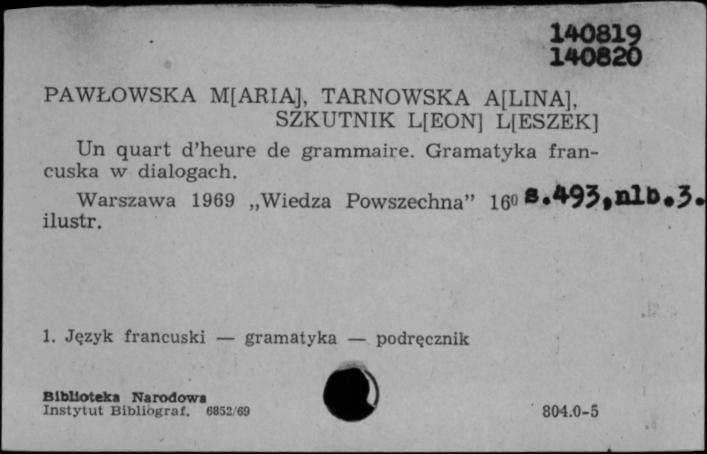 140819
140820
PAWŁOWSKA M[ARIA], TARNOWSKA A[LINA],
SZKUTNIK L[EON] L[ESZEK]
Un quart d'heure de grammaire. Gramatyka fran-
cuska w dialogach.
Warszawa 1969 „Wiedza Powszechna” 16⁰ s.493,nlb.3.
ilustr.
1. Język francuski — gramatyka — podręcznik
Biblioteka Narodowa
Instytut Bibliograf. 6852/69
804.0-5